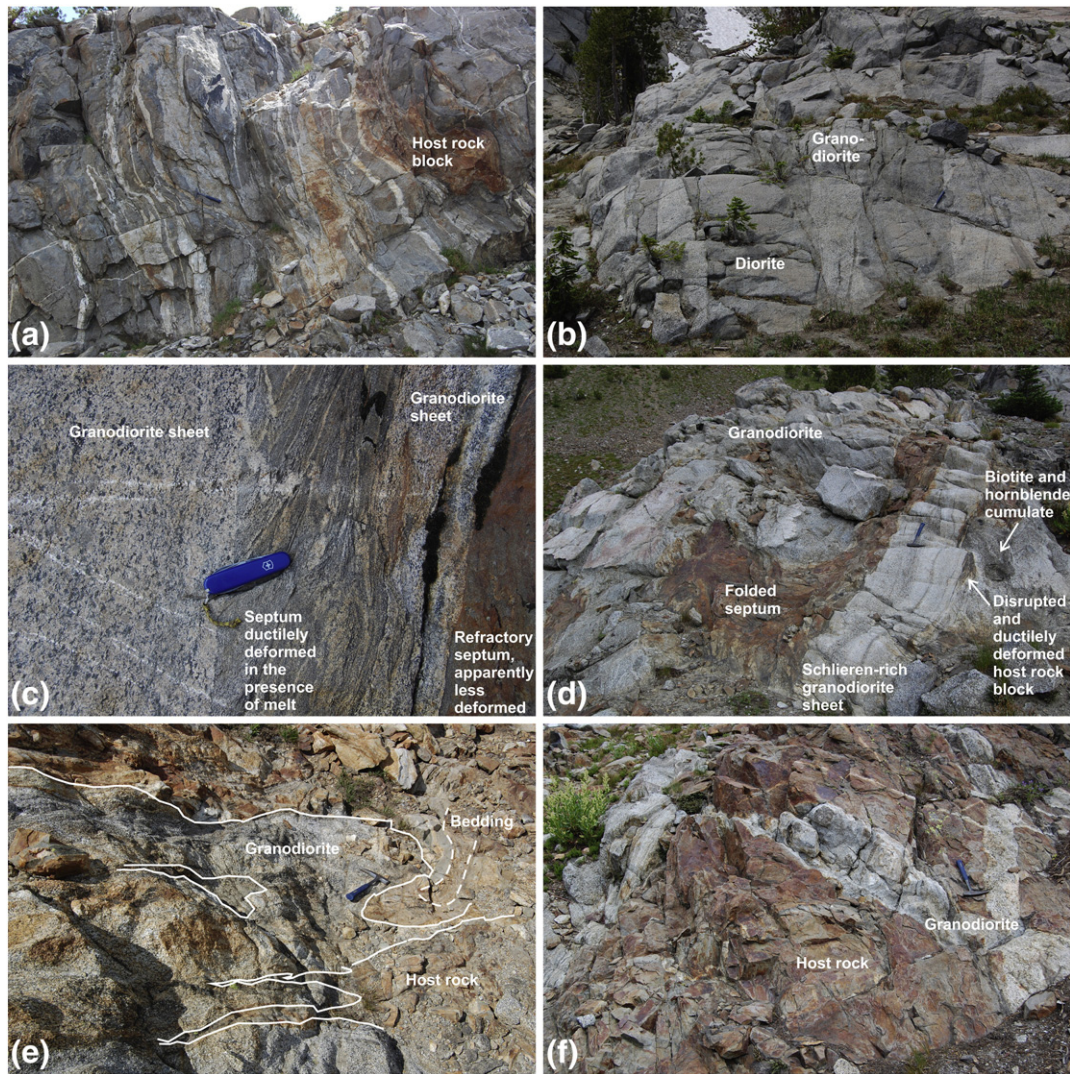 Host rock
block
(a)
Grano-
diorite
Diorite
(b)
Granodiorite sheet
Granodiorite
sheet
Septum
ductilely
deformed
in the
presence
of melt
Refractory
septum,
apparently
less
deformed
(c)
Granodiorite
Biotite and
hornblende
cumulate
Folded
septum
Schlieren-rich
granodiorite
sheet
Disrupted
and
ductilely
deformed
host rock
block
(d)
Bedding
Granodiorite
Host rock
(e)
Granodiorite
Host rock
(f)